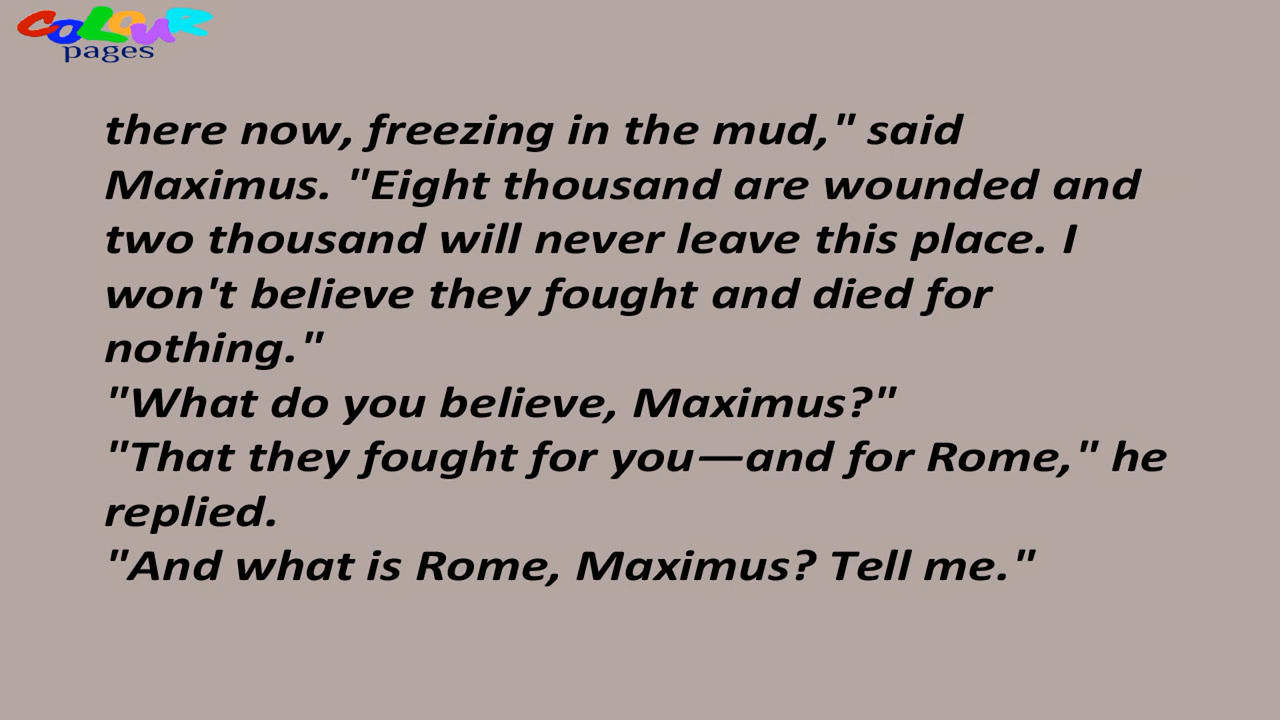 COLOUR
pages
there now, freezing in the mud," said
Maximus. "Eight thousand are wounded and
two thousand will never leave this place. I
won't believe they fought and died for
nothing."
"What do you believe, Maximus?"
"That they fought for you—and for Rome," he
replied.
"And what is Rome, Maximus? Tell me."